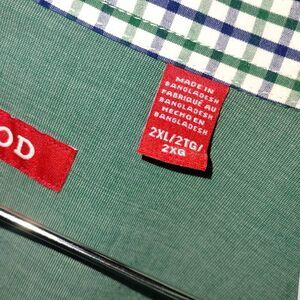 OD
MADE IN
BANGLADESH
FABRIQUÉ AU
BANGLADESH
HECHO EN
BANGLADESH
2XL/2TG/
2XG